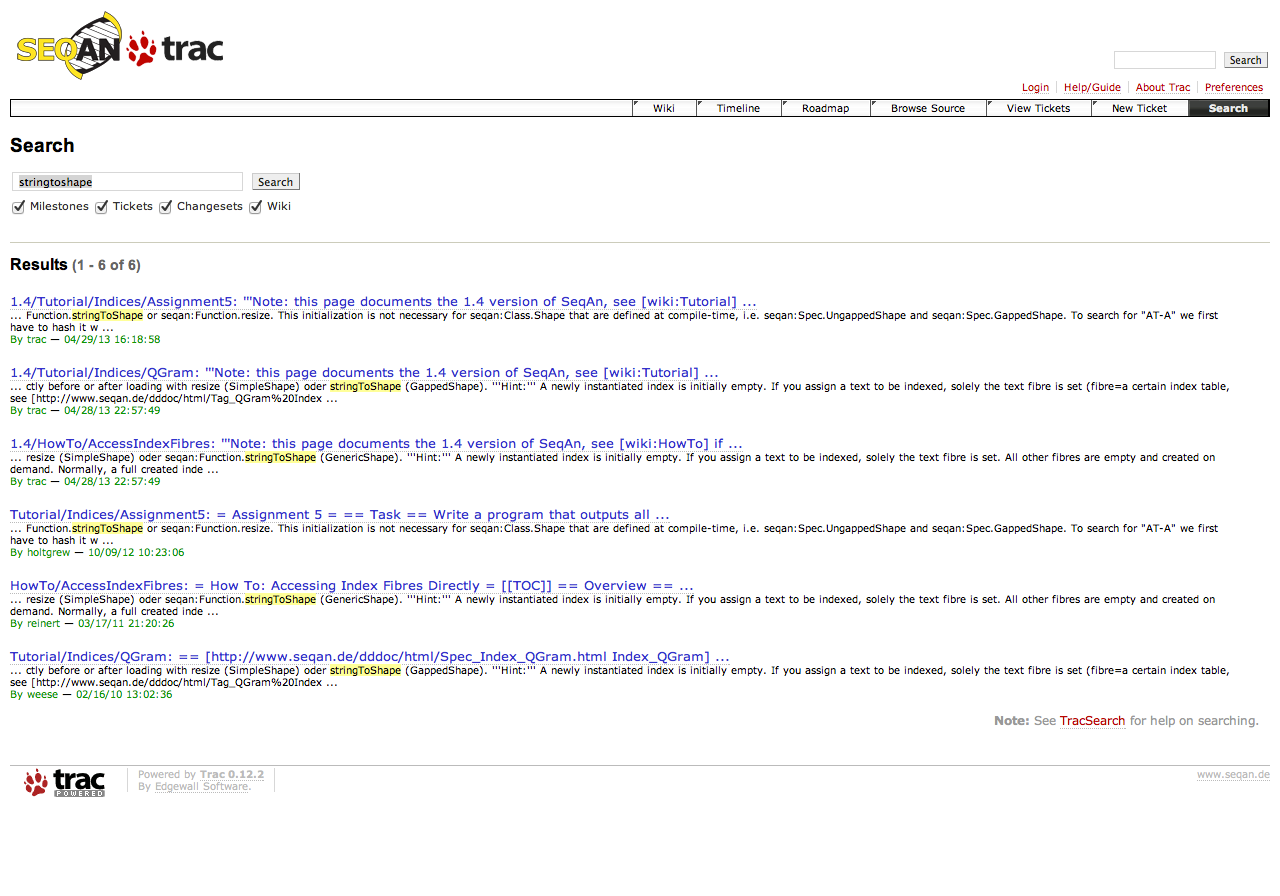 SEQAN trac
Search
Login Help/Guide About Trac Preferences
Wiki Timeline Roadmap Browse Source View Tickets New Ticket Search
Search
stringtoshape Search
Milestones Tickets Changesets Wiki
Results (1 - 6 of 6)
1.4/Tutorial/Indices/Assignment5: '''Note: this page documents the 1.4 version of SeqAn, see [wiki:Tutorial] ...
... Function.stringToShape or seqan:Function.resize. This initialization is not necessary for seqan:Class.Shape that are defined at compile-time, i.e. seqan:Spec.UngappedShape and seqan:Spec.GappedShape. To search for "AT-A" we first
have to hash it w ...
By trac — 04/29/13 16:18:58
1.4/Tutorial/Indices/QGram: '''Note: this page documents the 1.4 version of SeqAn, see [wiki:Tutorial] ...
... ctly before or after loading with resize (SimpleShape) oder stringToShape (GappedShape). '''Hint:''' A newly instantiated index is initially empty. If you assign a text to be indexed, solely the text fibre is set (fibre=a certain index table,
see [http://www.seqan.de/dddoc/html/Tag_QGram%20Index ...
By trac — 04/28/13 22:57:49
1.4/HowTo/AccessIndexFibres: '''Note: this page documents the 1.4 version of SeqAn, see [wiki:HowTo] if ...
... resize (SimpleShape) oder seqan:Function.stringToShape (GenericShape). '''Hint:''' A newly instantiated index is initially empty. If you assign a text to be indexed, solely the text fibre is set. All other fibres are empty and created on
demand. Normally, a full created inde ...
By trac — 04/28/13 22:57:49
Tutorial/Indices/Assignment5: = Assignment 5 = == Task == Write a program that outputs all ...
... Function.stringToShape or seqan:Function.resize. This initialization is not necessary for seqan:Class.Shape that are defined at compile-time, i.e. seqan:Spec.UngappedShape and seqan:Spec.GappedShape. To search for "AT-A" we first
have to hash it w ...
By holtgrew — 10/09/12 10:23:06
HowTo/AccessIndexFibres: = How To: Accessing Index Fibres Directly = [[TOC]] == Overview == ...
... resize (SimpleShape) oder seqan:Function.stringToShape (GenericShape). '''Hint:''' A newly instantiated index is initially empty. If you assign a text to be indexed, solely the text fibre is set. All other fibres are empty and created on
demand. Normally, a full created inde ...
By reinert — 03/17/11 21:20:26
Tutorial/Indices/QGram: == [http://www.seqan.de/dddoc/html/Spec_Index_QGram.html Index_QGram] ...
... ctly before or after loading with resize (SimpleShape) oder stringToShape (GappedShape). '''Hint:''' A newly instantiated index is initially empty. If you assign a text to be indexed, solely the text fibre is set (fibre=a certain index table,
see [http://www.seqan.de/dddoc/html/Tag_QGram%20Index ...
By weese — 02/16/10 13:02:36
Note: See TracSearch for help on searching.
trac POWERED
Powered by Trac 0.12.2
By Edgewall Software.
www.seqan.de